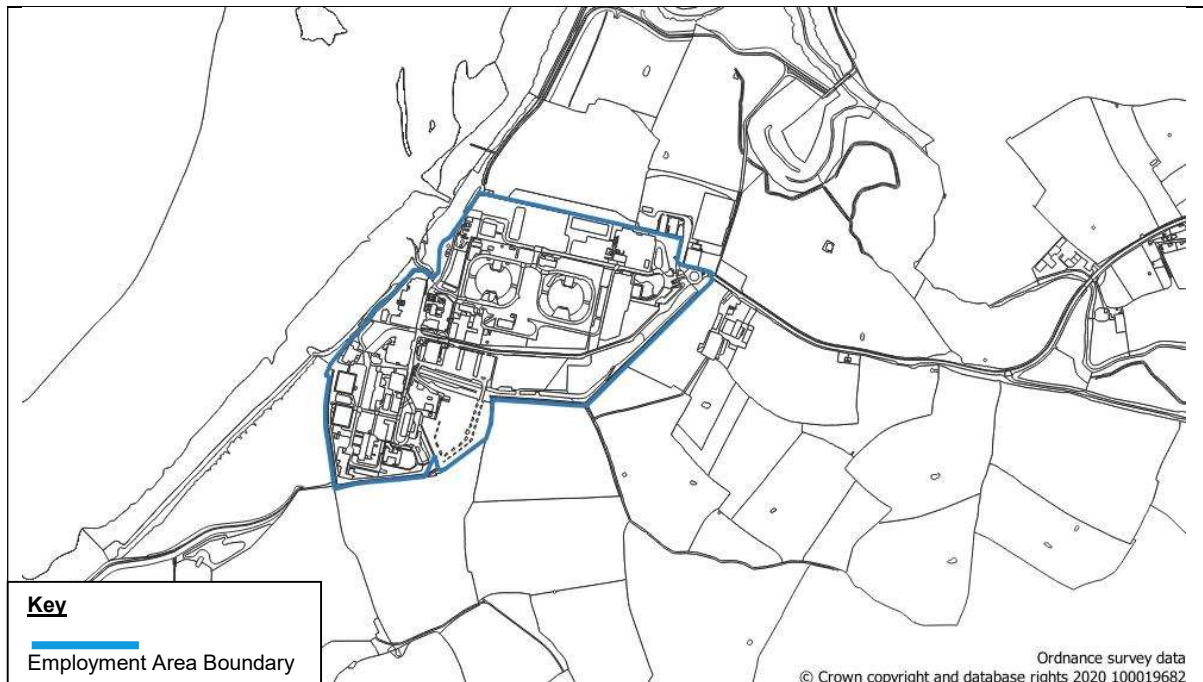 Key
Employment Area Boundary
Ordnance survey data
© Crown copyright and database rights 2020 100019682